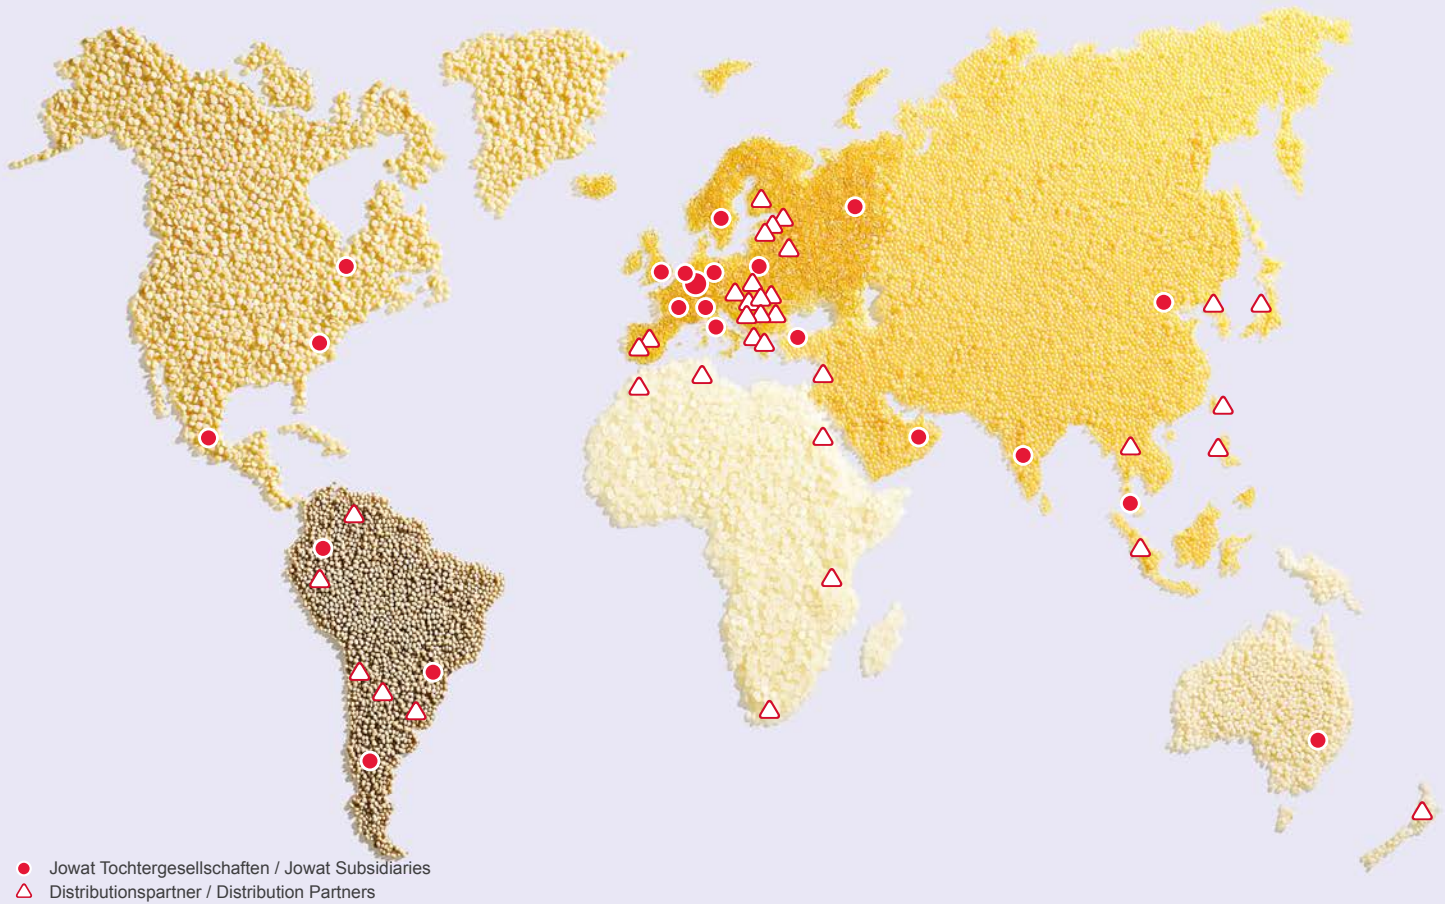 Jowat Tochtergesellschaften / Jowat Subsidiaries
Distributionspartner / Distribution Partners